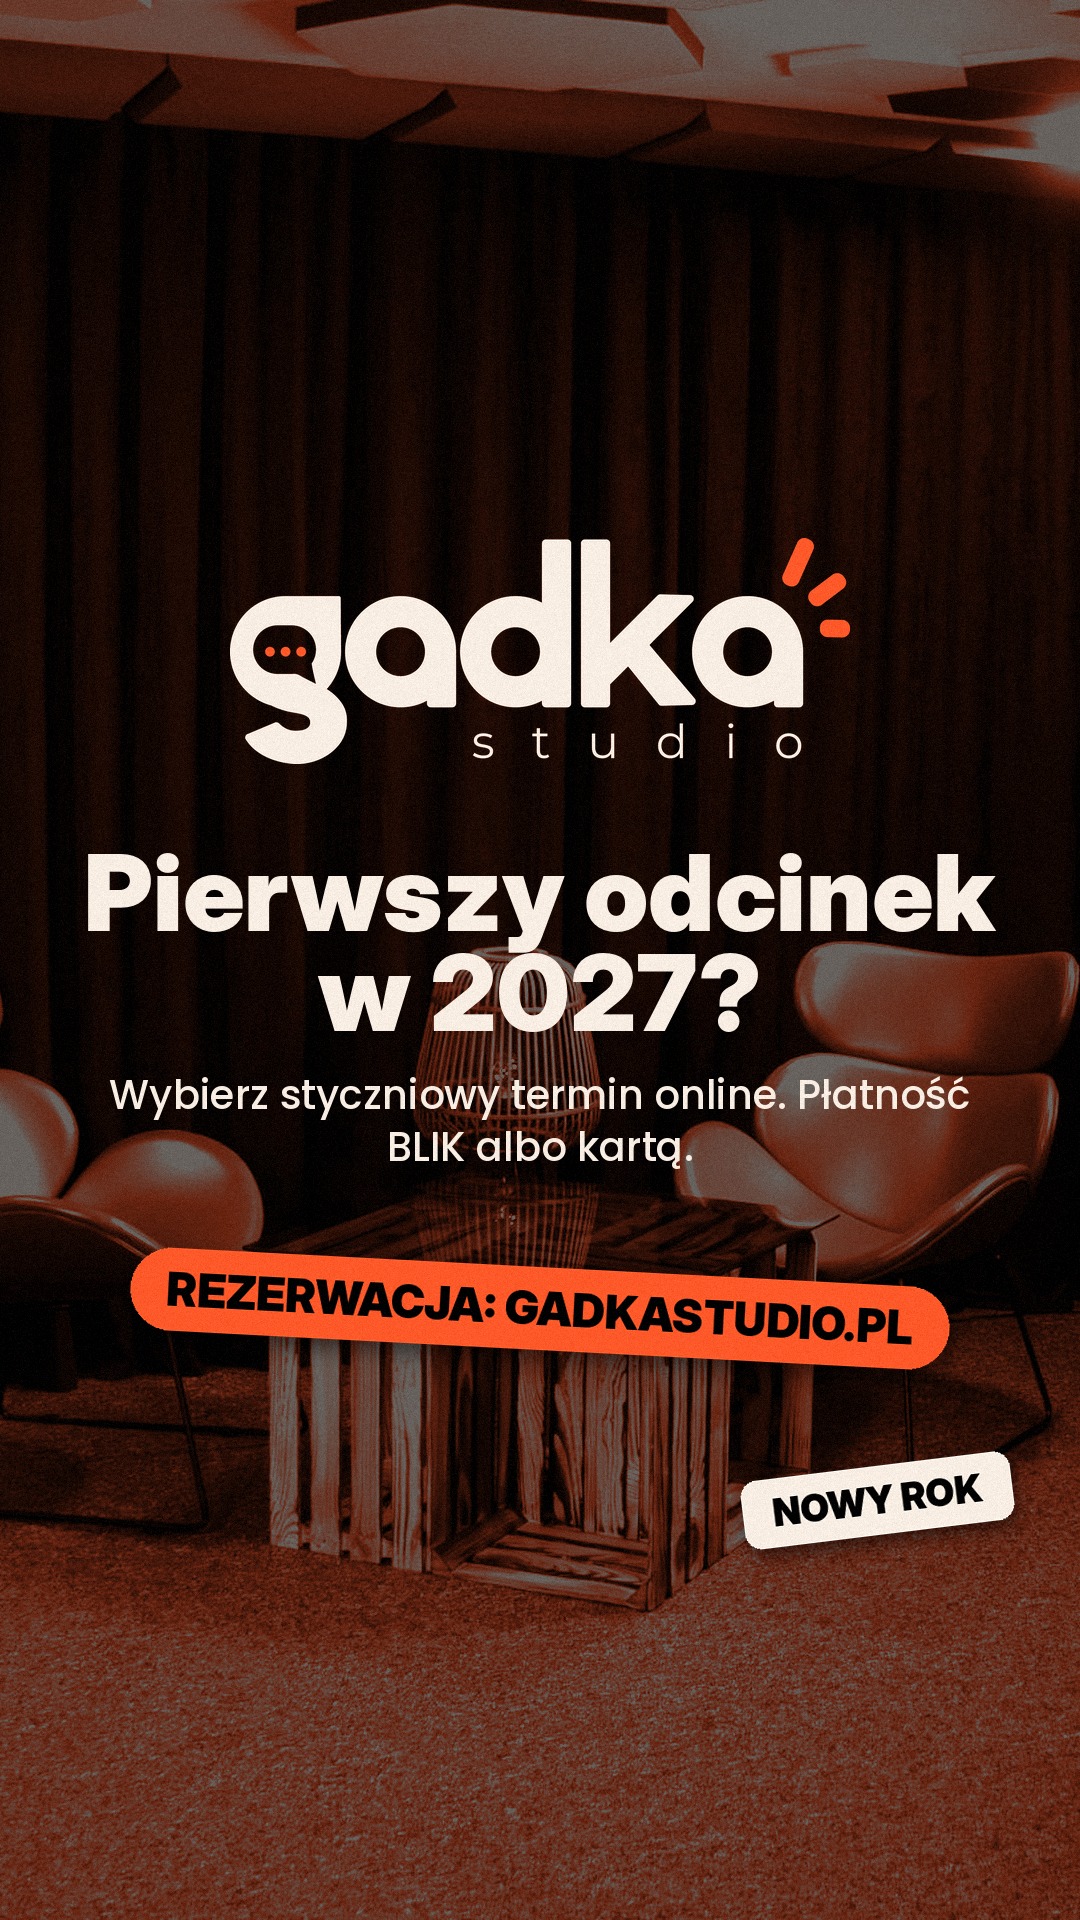 gadka
studio
Pierwszy odcinek
w 2027?
Wybierz styczniowy termin online. Płatność
BLIK albo kartą.
REZERWACJA: GADKASTUDIO.PL
NOWY ROK